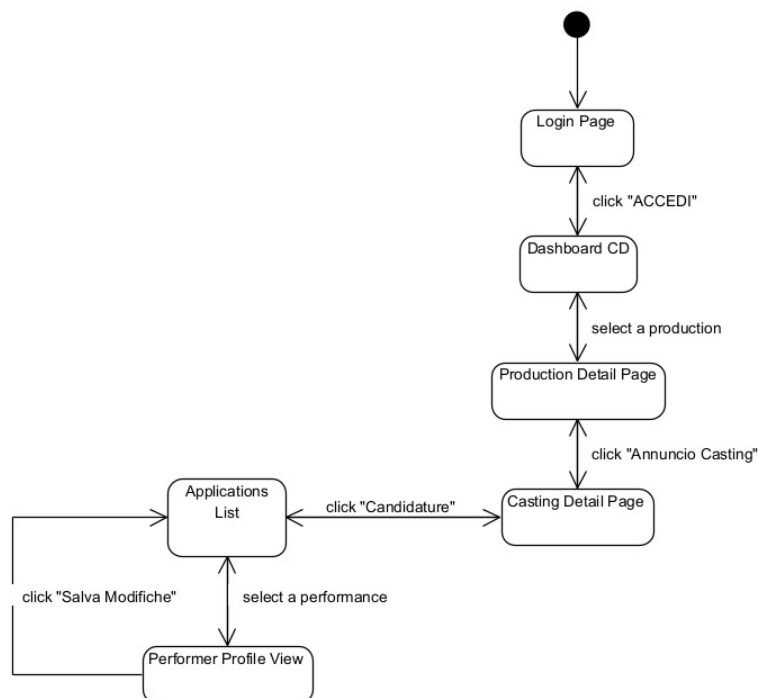 Login Page
click "ACCEDI"
Dashboard CD
select a production
Production Detail Page
click "Annuncio Casting"
Casting Detail Page
click "Candidature"
Applications
List
click "Salva Modifiche"
select a performance
Performer Profile View